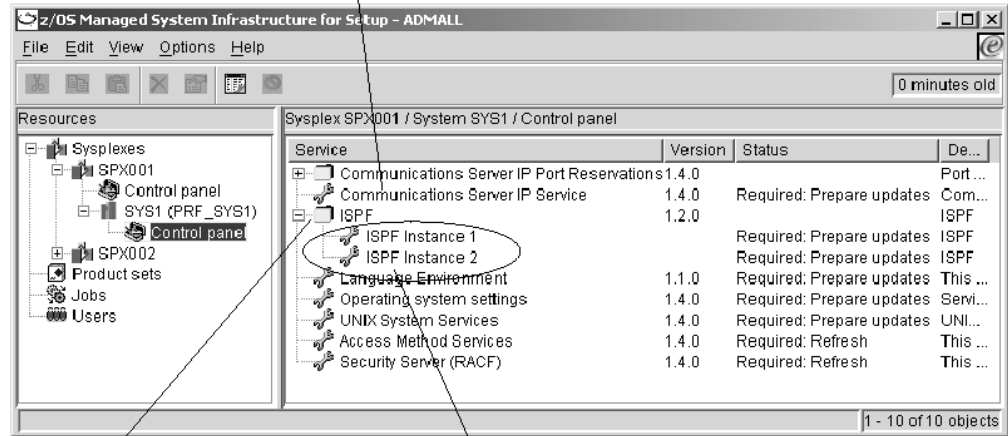 z/OS Managed System Infrastructure for Setup - ADMALL
File Edit View Options Help
0 minutes old
Resources
Sysplexes
SPX001
Control panel
SYS1 (PRF_SYS1)
Control panel
SPX002
Product sets
Jobs
Users
Sysplex SPX001 / System SYS1 / Control panel
Service Version Status De...
Communications Server IP Port Reservations 1.4.0 Port ...
Communications Server IP Service 1.4.0 Required: Prepare updates Com...
ISPF 1.2.0 ISPF
ISPF Instance 1 Required: Prepare updates ISPF
ISPF Instance 2 Required: Prepare updates ISPF
Language Environment 1.1.0 Required: Prepare updates This ...
Operating system settings 1.4.0 Required: Prepare updates Servi...
UNIX System Services 1.4.0 Required: Prepare updates UNI...
Access Method Services 1.4.0 Required: Refresh This ...
Security Server (RACF) 1.4.0 Required: Refresh This ...
1 - 10 of 10 objects